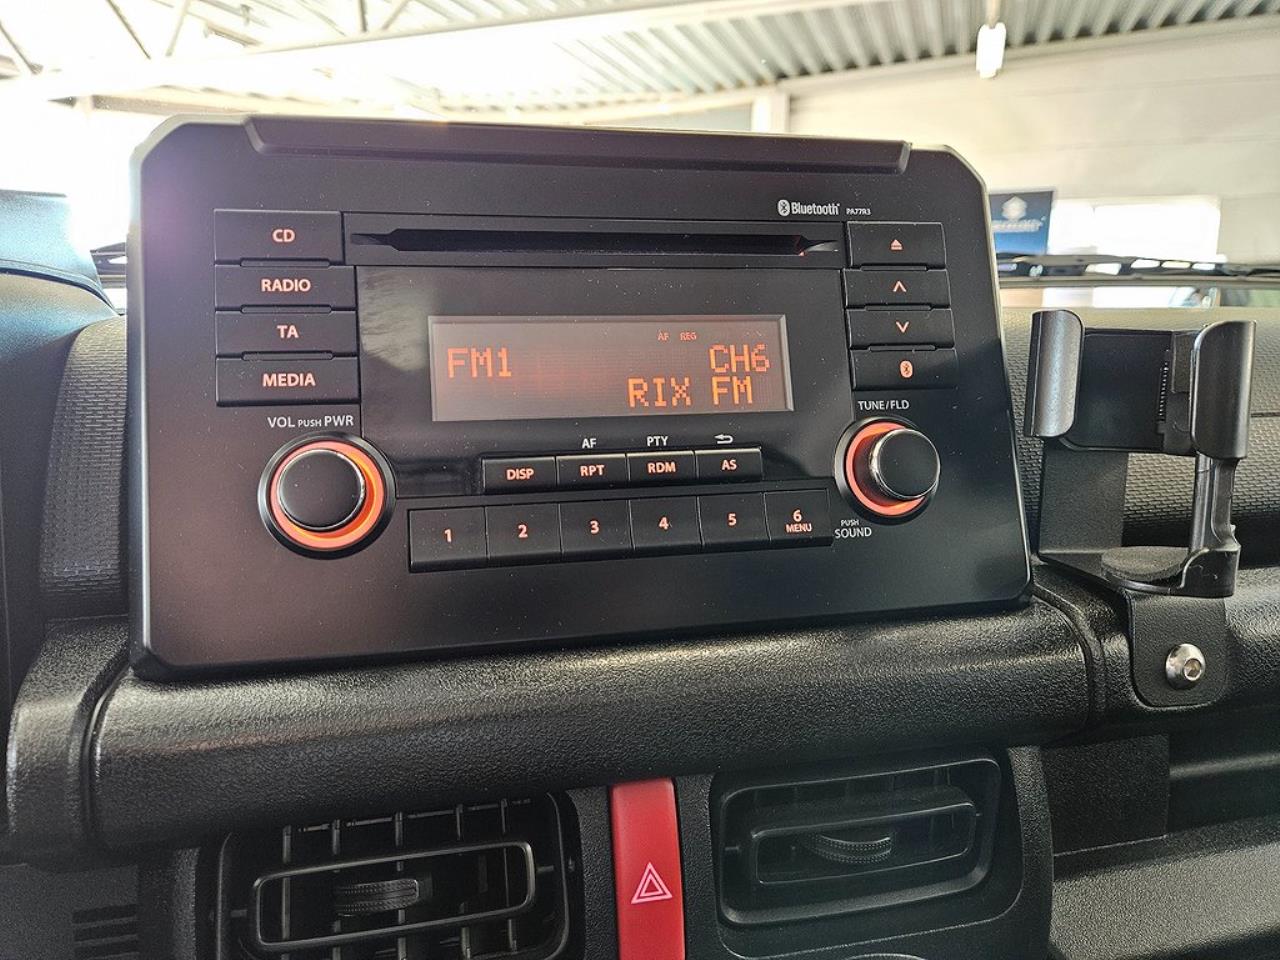 Bluetooth PA77R3
CD
RADIO
TA
MEDIA
AF REG
FM1 CH6
RIX FM
VOL PUSH PWR
TUNE/FLD
AF PTY
DISP RPT RDM AS
1 2 3 4 5 6
MENU
PUSH
SOUND